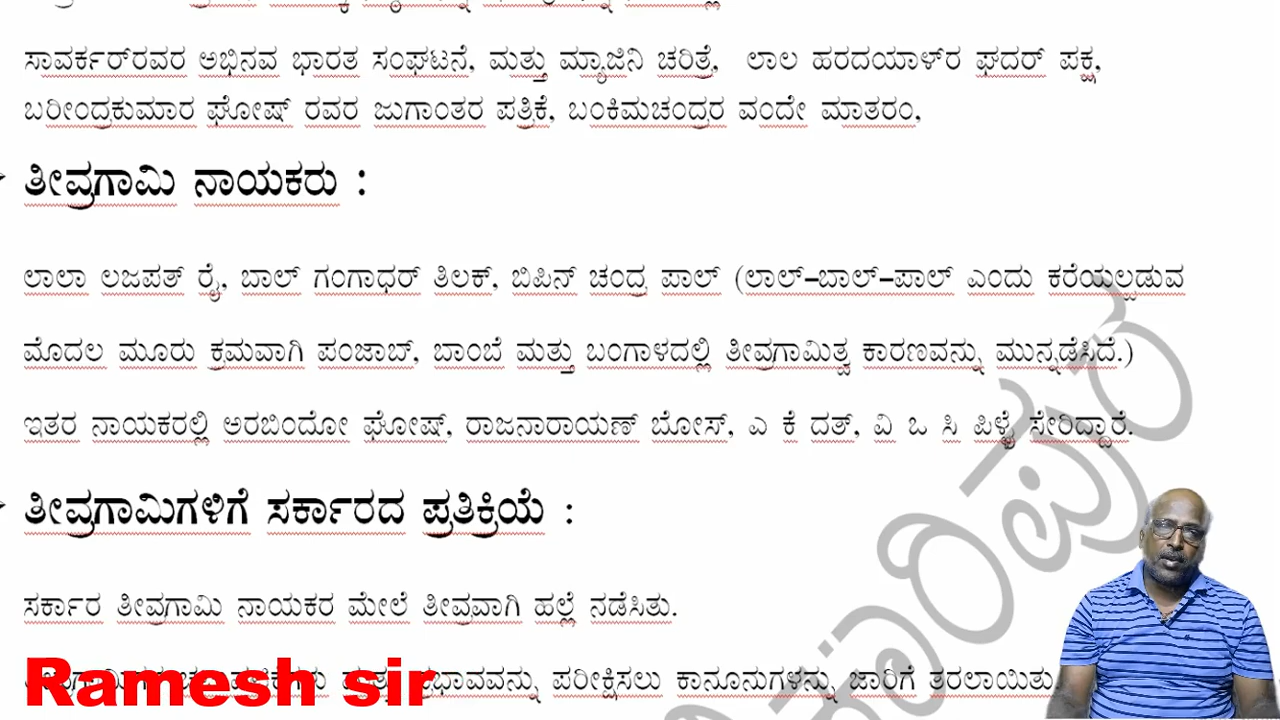 ಸಾವರ್ಕರ್‌ರವರ ಅಭಿನವ ಭಾರತ ಸಂಘಟನೆ, ಮತ್ತು ಮ್ಯಾಜಿನಿ ಚರಿತ್ರೆ, ಲಾಲ ಹರದಯಾಳ್‌ರ ಘದರ್ ಪಕ್ಷ,
ಬರೀಂದ್ರಕುಮಾರ ಘೋಷ್ ರವರ ಜುಗಾಂತರ ಪತ್ರಿಕೆ, ಬಂಕಿಮಚಂದ್ರರ ವಂದೇ ಮಾತರಂ,
ತೀವ್ರಗಾಮಿ ನಾಯಕರು :
ಲಾಲಾ ಲಜಪತ್ ರೈ, ಬಾಲ್ ಗಂಗಾಧರ್ ತಿಲಕ್, ಬಿಪಿನ್ ಚಂದ್ರ ಪಾಲ್ (ಲಾಲ್-ಬಾಲ್-ಪಾಲ್ ಎಂದು ಕರೆಯಲ್ಪಡುವ
ಮೊದಲ ಮೂರು ಕ್ರಮವಾಗಿ ಪಂಜಾಬ್, ಬಾಂಬೆ ಮತ್ತು ಬಂಗಾಳದಲ್ಲಿ ತೀವ್ರಗಾಮಿತ್ವ ಕಾರಣವನ್ನು ಮುನ್ನಡೆಸಿದೆ.)
ಇತರ ನಾಯಕರಲ್ಲಿ ಅರಬಿಂದೋ ಘೋಷ್, ರಾಜನಾರಾಯಣ್ ಬೋಸ್, ಎ ಕೆ ದತ್, ವಿ ಒ ಸಿ ಪಿಳ್ಳೈ ಸೇರಿದ್ದಾರೆ.
ತೀವ್ರಗಾಮಿಗಳಿಗೆ ಸರ್ಕಾರದ ಪ್ರತಿಕ್ರಿಯೆ :
ಸರ್ಕಾರ ತೀವ್ರಗಾಮಿ ನಾಯಕರ ಮೇಲೆ ತೀವ್ರವಾಗಿ ಹಲ್ಲೆ ನಡೆಸಿತು.
ಪರೀಕ್ಷಿಸಲು ಕಾನೂನುಗಳನ್ನು ಜಾರಿಗೆ ತರಲಾಯಿತು.
Ramesh sir